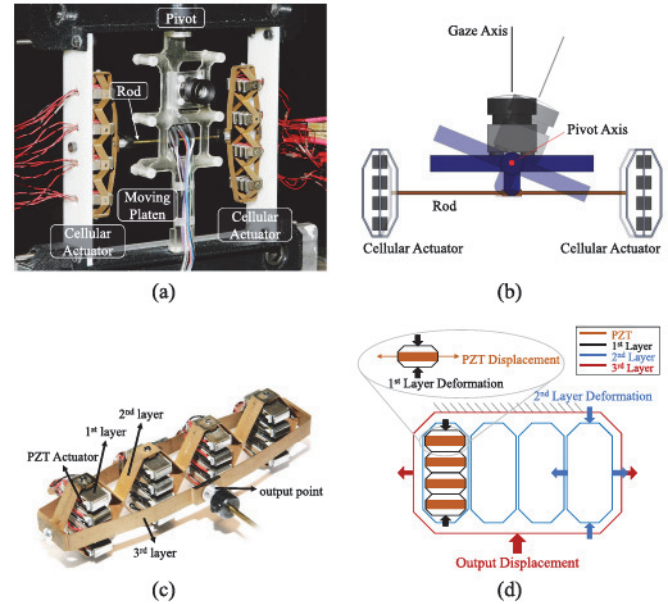 Pivot
Rod
Moving
Platen
Cellular
Actuator
Cellular
Actuator
(a)
Gaze Axis
Pivot Axis
Rod
Cellular Actuator
Cellular Actuator
(b)
2nd layer
1st layer
PZT Actuator
output point
3rd layer
(c)
PZT
1st Layer
2nd Layer
3rd Layer
PZT Displacement
1st Layer Deformation
2nd Layer Deformation
Output Displacement
(d)